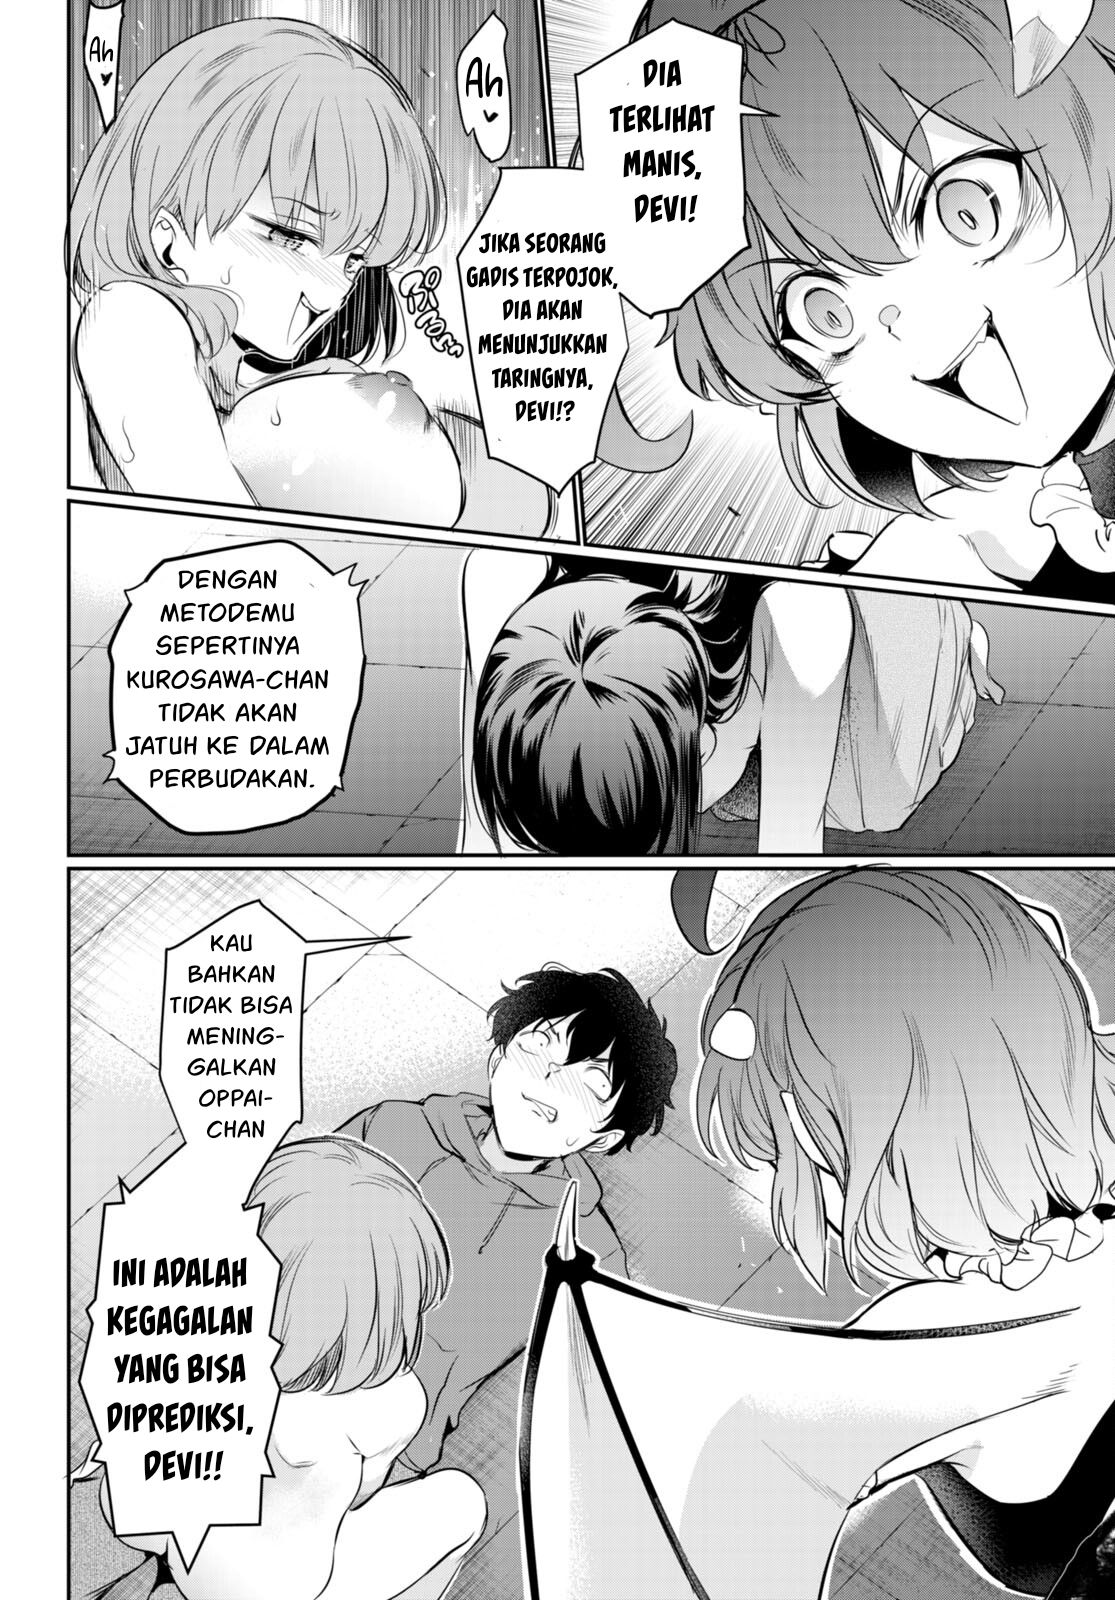 DIA
TERLIHAT
MANIS,
DEVI!
JIKA SEORANG
GADIS TERPOJOK,
DIA AKAN
MENUNJUKKAN
TARINGNYA,
DEVI!?
Ah
Ah
DENGAN
METODEMU
SEPERTINYA
KUROSAWA-CHAN
TIDAK AKAN
JATUH KE DALAM
PERBUDAKAN.
KAU
BAHKAN
TIDAK BISA
MENING-
GALKAN
OPPAI-
CHAN
INI ADALAH
KEGAGALAN
YANG BISA
DIPREDIKSI,
DEVI!!